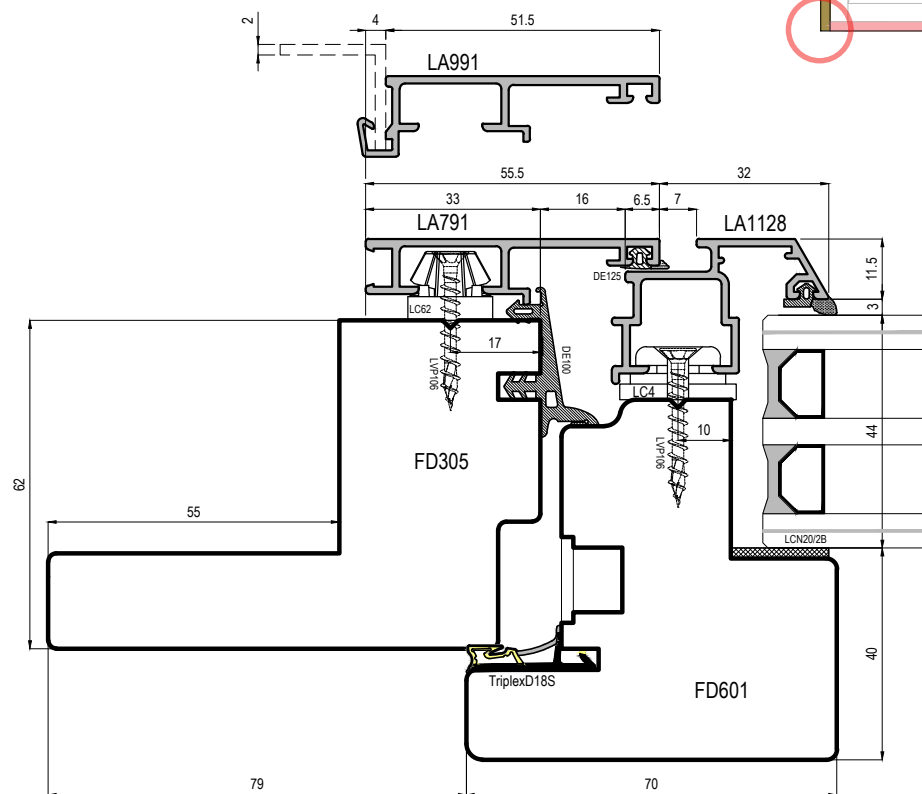 2
4
51.5
LA991
55.5
32
33
16
6.5
7
LA791
LA1128
11.5
3
DE125
LC62
17
DE100
LVP106
LC4
10
LVP106
44
62
FD305
55
LCN20/2B
40
TriplexD18S
FD601
79
70